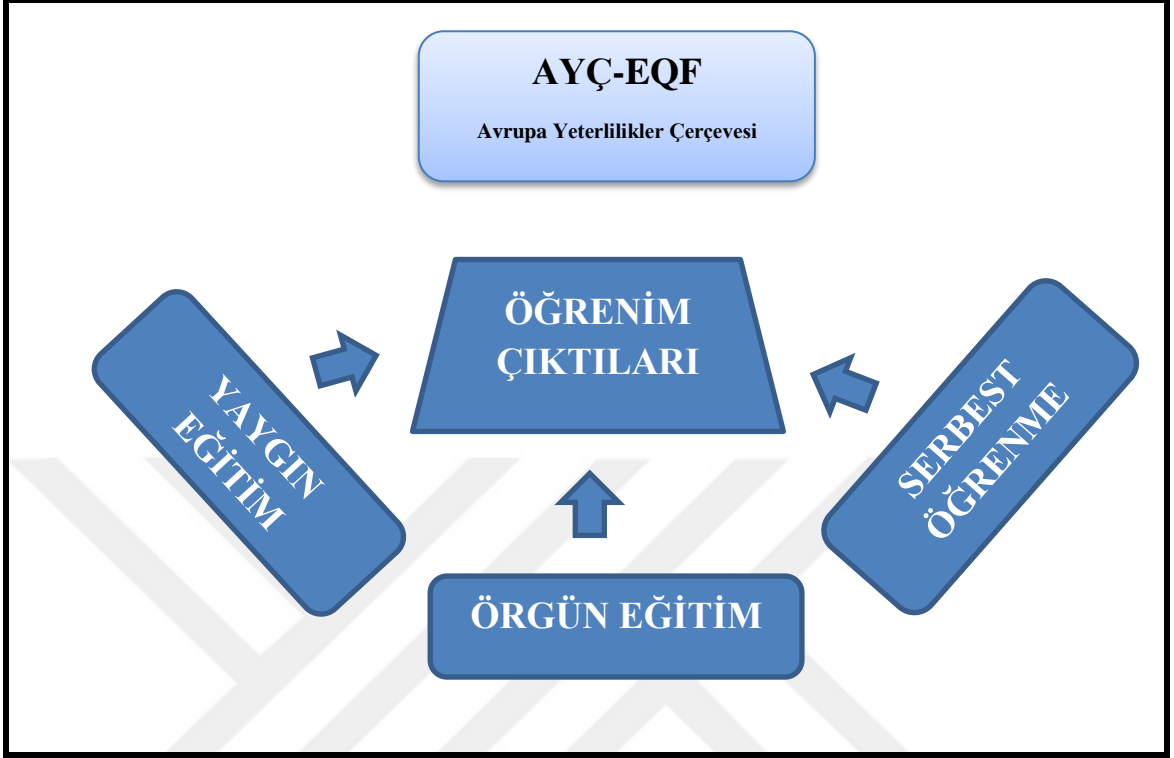 AYÇ-EQF
Avrupa Yeterlilikler Çerçevesi
ÖĞRENİM
ÇIKTILARI
YAYGIN
EĞİTİM
SERBEST
ÖĞRENME
ÖRGÜN EĞİTİM